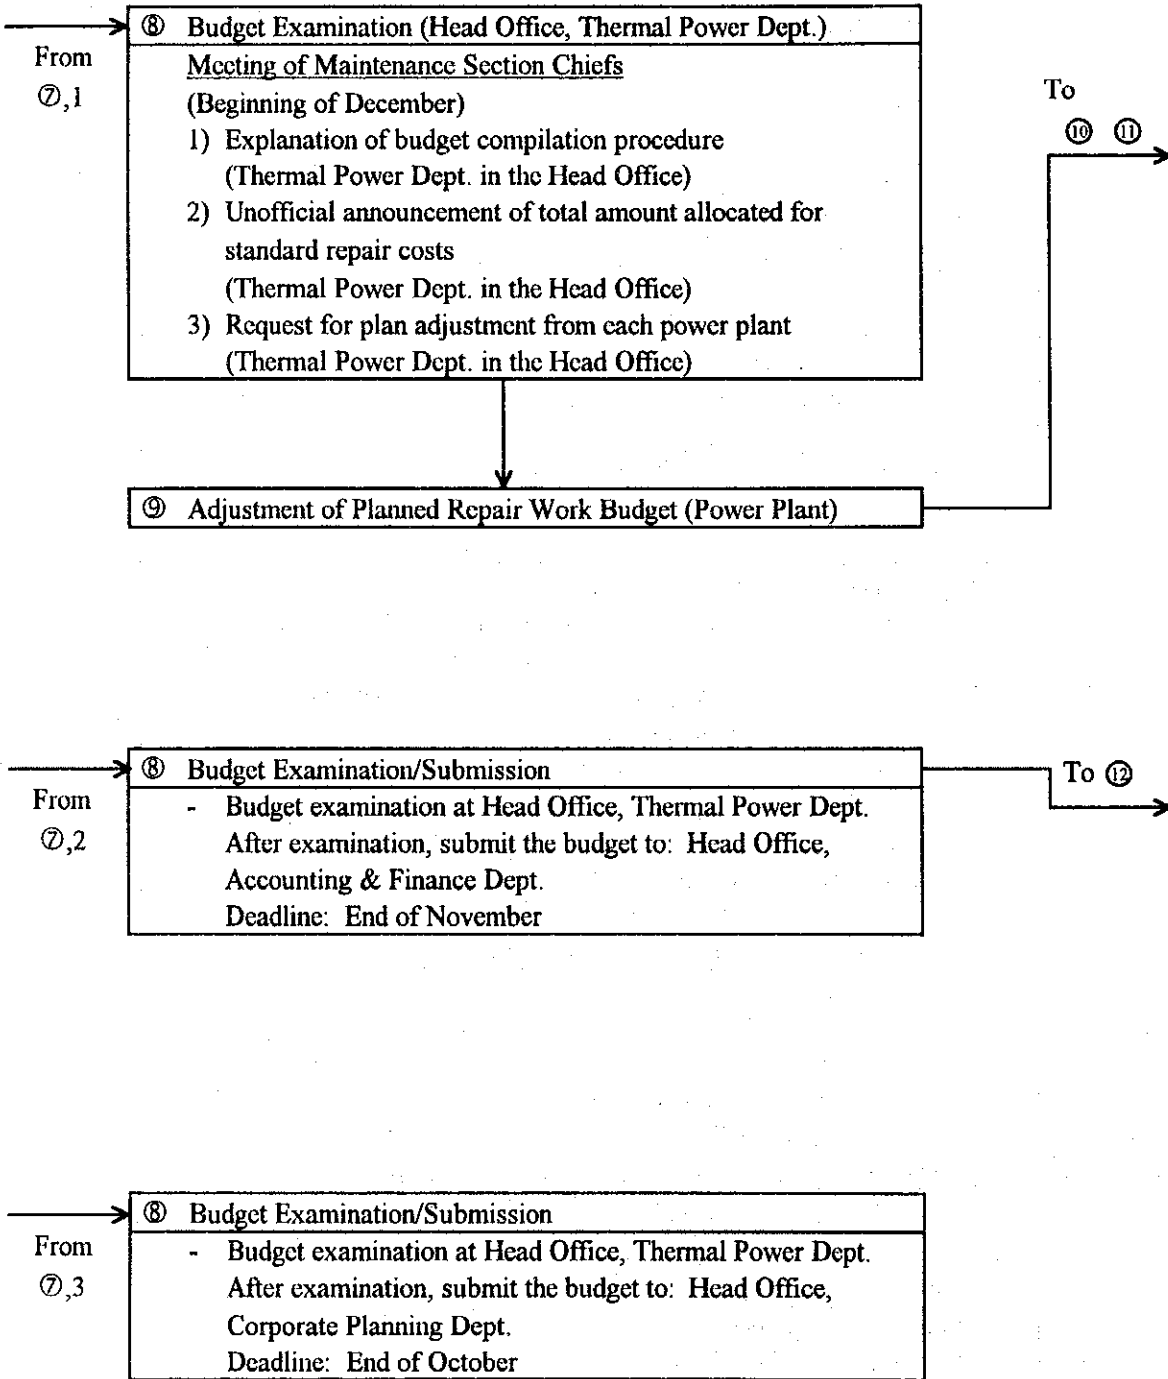 ⑧ Budget Examination (Head Office, Thermal Power Dept.)
From
⑦,1
Meeting of Maintenance Section Chiefs
(Beginning of December)
1) Explanation of budget compilation procedure
(Thermal Power Dept. in the Head Office)
2) Unofficial announcement of total amount allocated for
standard repair costs
(Thermal Power Dept. in the Head Office)
3) Request for plan adjustment from each power plant
(Thermal Power Dept. in the Head Office)
To
⑩ ⑪
⑨ Adjustment of Planned Repair Work Budget (Power Plant)
⑧ Budget Examination/Submission
To ⑫
From
⑦,2
- Budget examination at Head Office, Thermal Power Dept.
After examination, submit the budget to: Head Office,
Accounting & Finance Dept.
Deadline: End of November
⑧ Budget Examination/Submission
From
⑦,3
- Budget examination at Head Office, Thermal Power Dept.
After examination, submit the budget to: Head Office,
Corporate Planning Dept.
Deadline: End of October